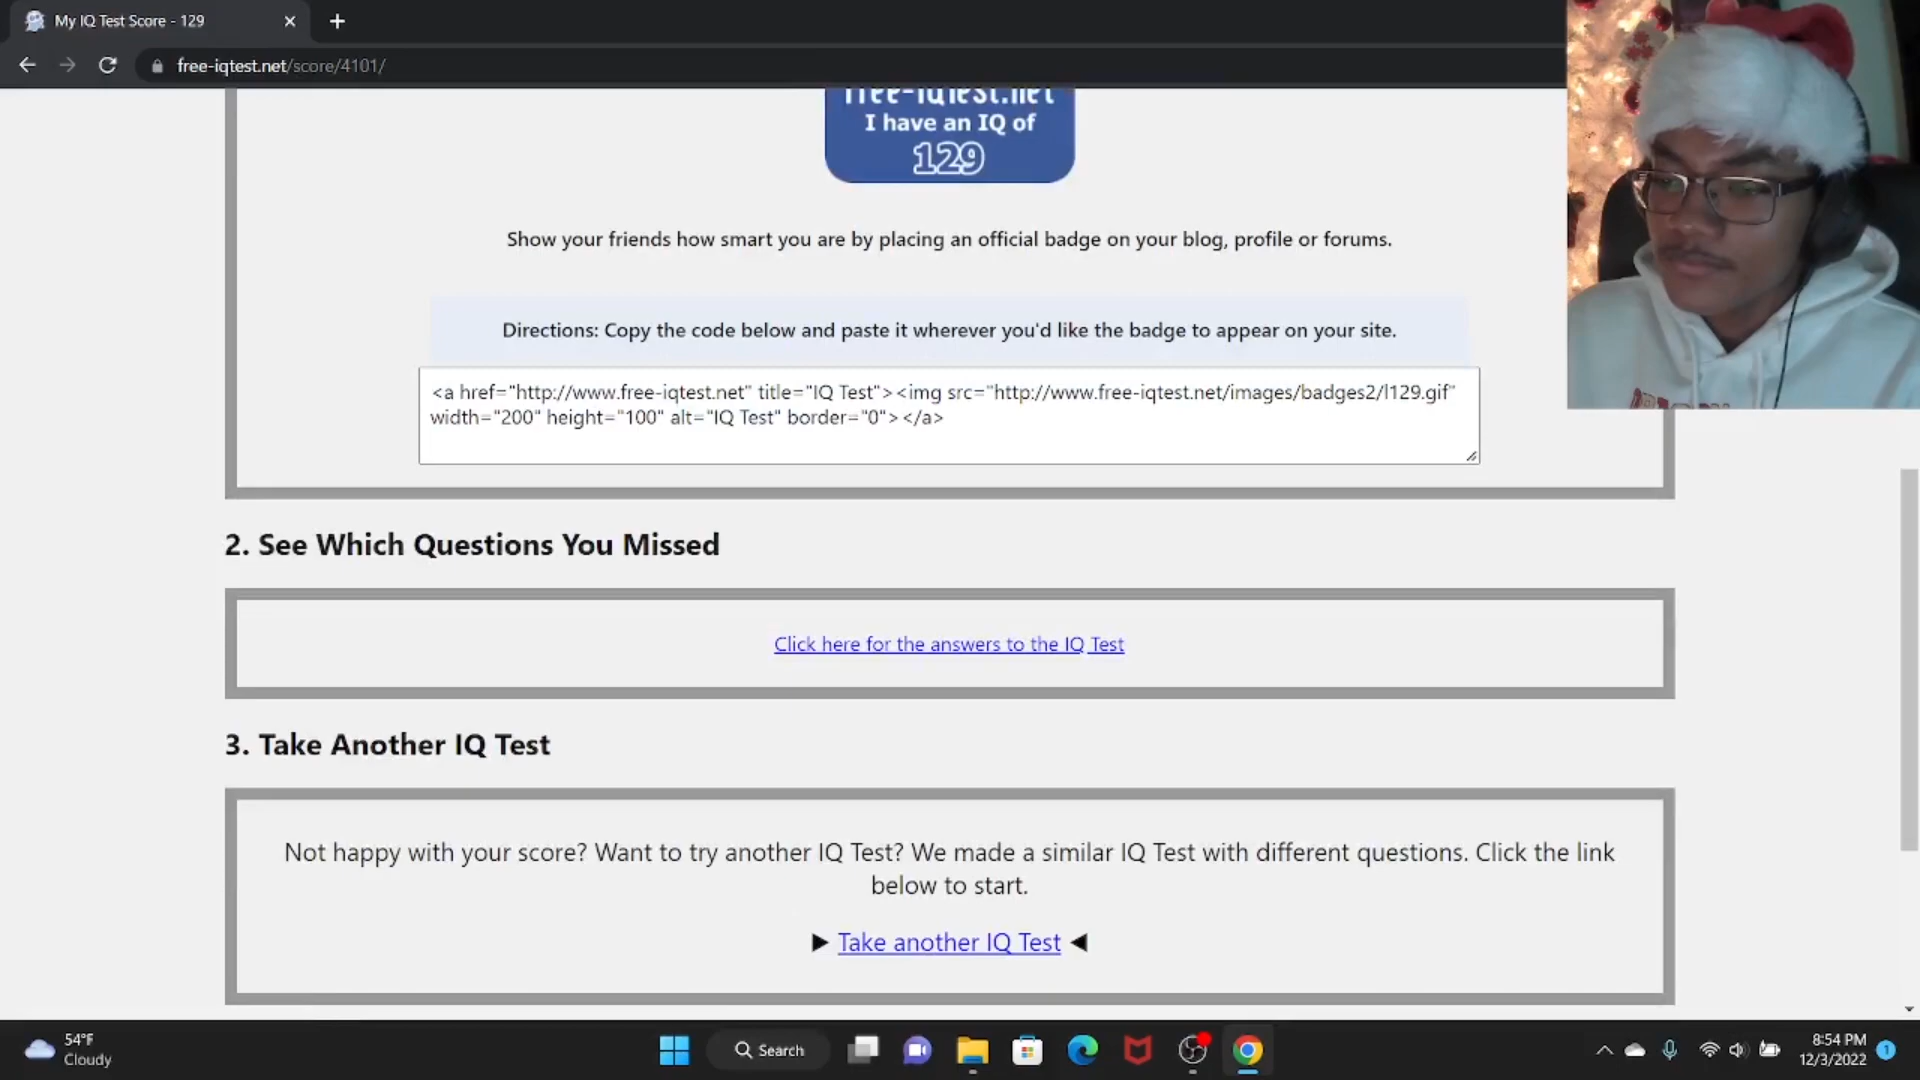 My IQ Test Score - 129
free-iqtest.net/score/4101/
free-iqtest.net
I have an IQ of
129
Show your friends how smart you are by placing an official badge on your blog, profile or forums.
Directions: Copy the code below and paste it wherever you'd like the badge to appear on your site.
<a href="http://www.free-iqtest.net" title="IQ Test"><img src="http://www.free-iqtest.net/images/badges2/l129.gif"
width="200" height="100" alt="IQ Test" border="0"></a>
2. See Which Questions You Missed
Click here for the answers to the IQ Test
3. Take Another IQ Test
Not happy with your score? Want to try another IQ Test? We made a similar IQ Test with different questions. Click the link
below to start.
► Take another IQ Test ◄
54°F
Cloudy
Search
8:54 PM
12/3/2022
1